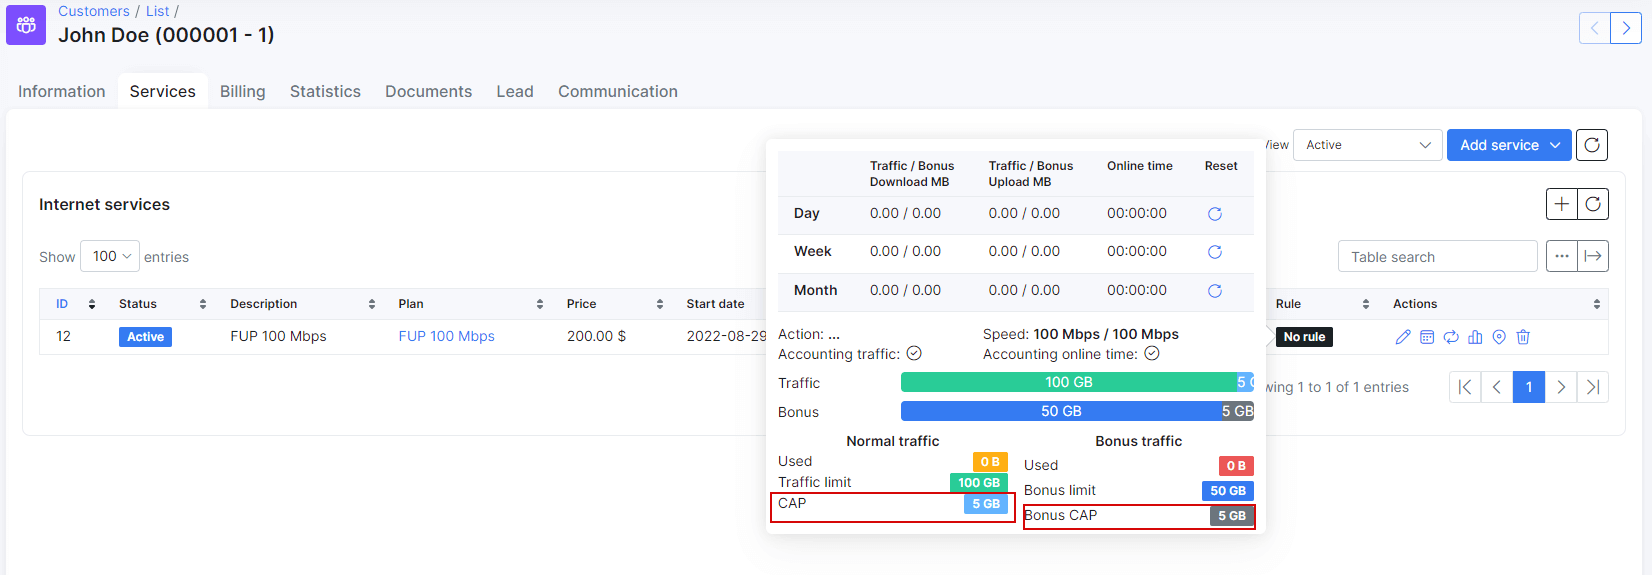 Customers / List /
John Doe (000001 - 1)
Information Services Billing Statistics Documents Lead Communication
View Active Add service
Internet services
Show 100 entries
Table search
ID Status Description Plan Price Start date Rule Actions
12 Active FUP 100 Mbps FUP 100 Mbps 200.00 $ 2022-08-29 No rule
wing 1 to 1 of 1 entries
1
Traffic / Bonus Download MB Traffic / Bonus Upload MB Online time Reset
Day 0.00 / 0.00 0.00 / 0.00 00:00:00
Week 0.00 / 0.00 0.00 / 0.00 00:00:00
Month 0.00 / 0.00 0.00 / 0.00 00:00:00
Action: ... Speed: 100 Mbps / 100 Mbps
Accounting traffic: Accounting online time:
Traffic 100 GB 5
Bonus 50 GB 5 GB
Normal traffic Bonus traffic
Used 0 B Used 0 B
Traffic limit 100 GB Bonus limit 50 GB
CAP 5 GB Bonus CAP 5 GB